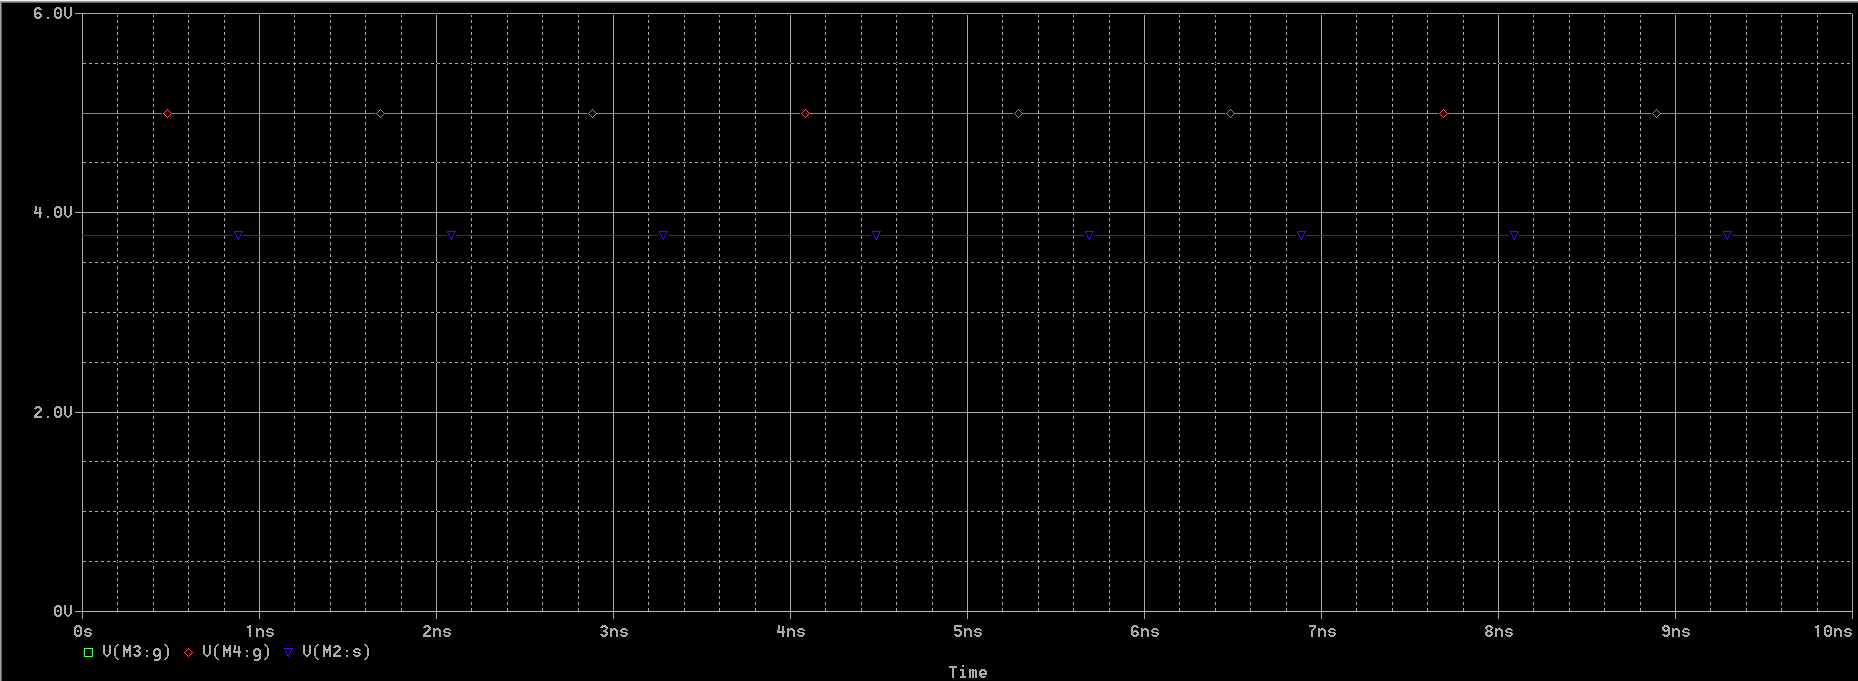 6.0V
4.0V
2.0V
0V
0s 1ns 2ns 3ns 4ns 5ns 6ns 7ns 8ns 9ns 10ns
V(M3:g) V(M4:g) V(M2:s)
Time